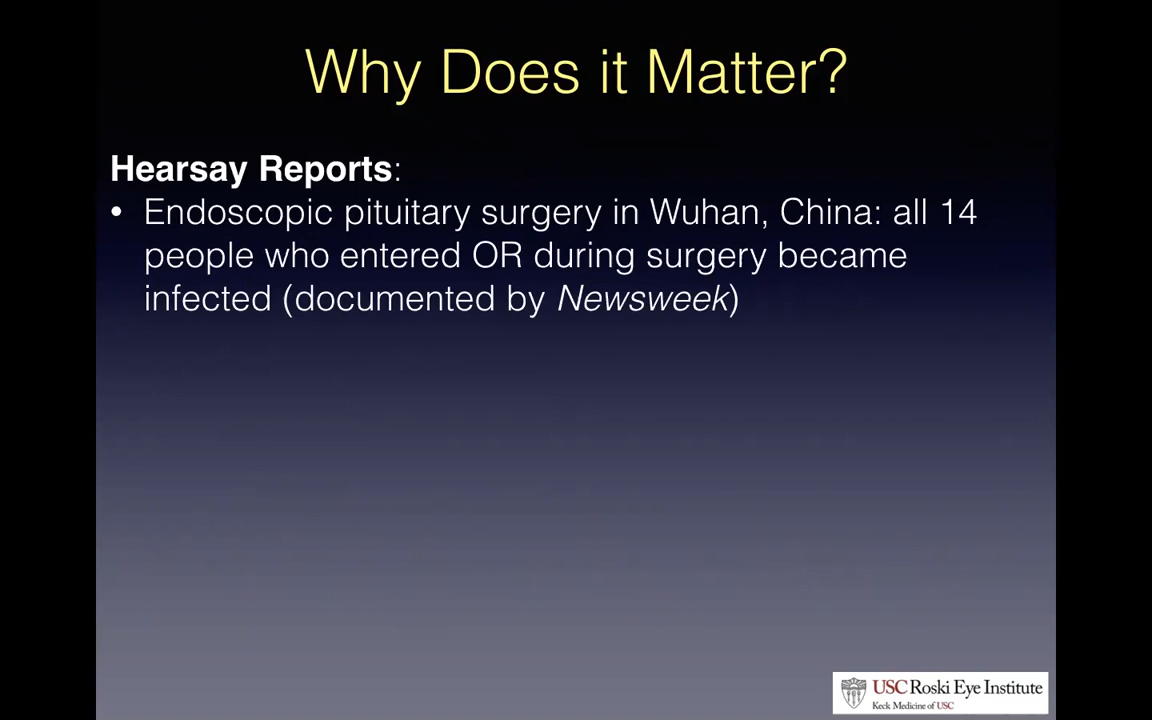 Why Does it Matter?
Hearsay Reports:
• Endoscopic pituitary surgery in Wuhan, China: all 14
people who entered OR during surgery became
infected (documented by Newsweek)
USC Roski Eye Institute
Keck Medicine of USC